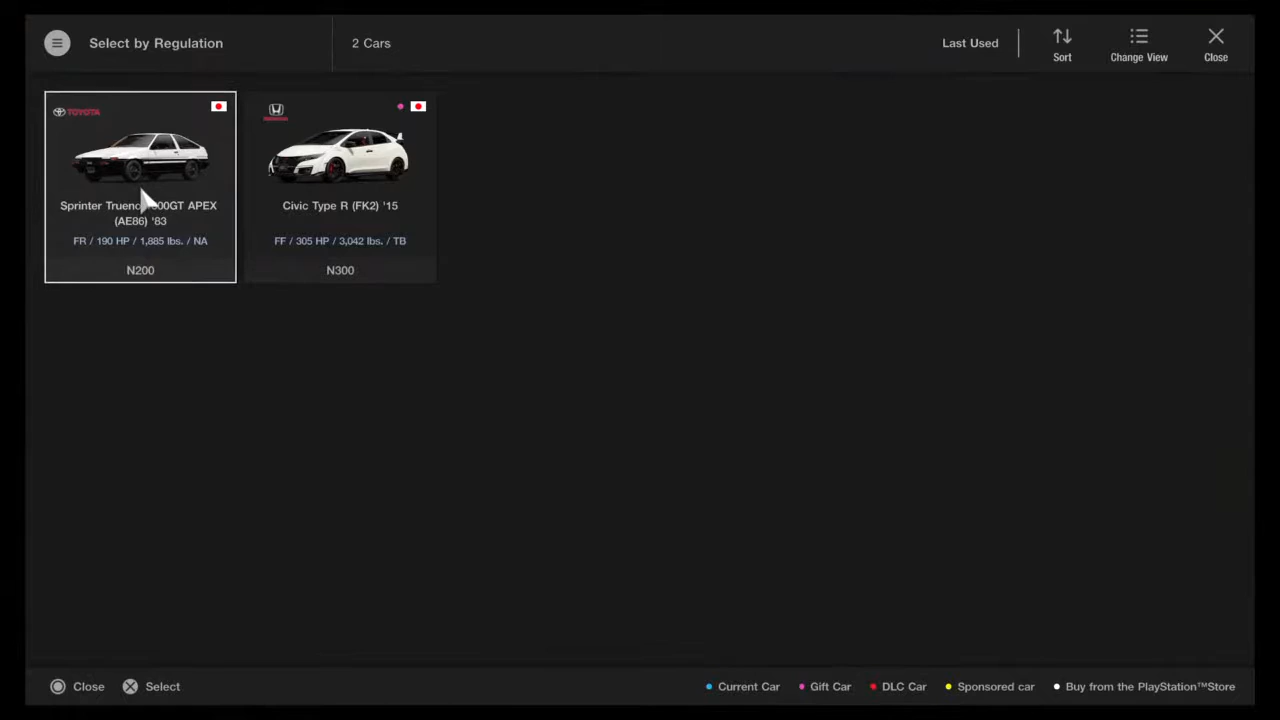 Select by Regulation
2 Cars
Last Used
Sort
Change View
Close
TOYOTA
Sprinter Trueno 1600GT APEX
(AE86) '83
FR / 190 HP / 1,885 lbs. / NA
N200
Civic Type R (FK2) '15
FF / 305 HP / 3,042 lbs. / TB
N300
Close
Select
Current Car
Gift Car
DLC Car
Sponsored car
Buy from the PlayStation™Store